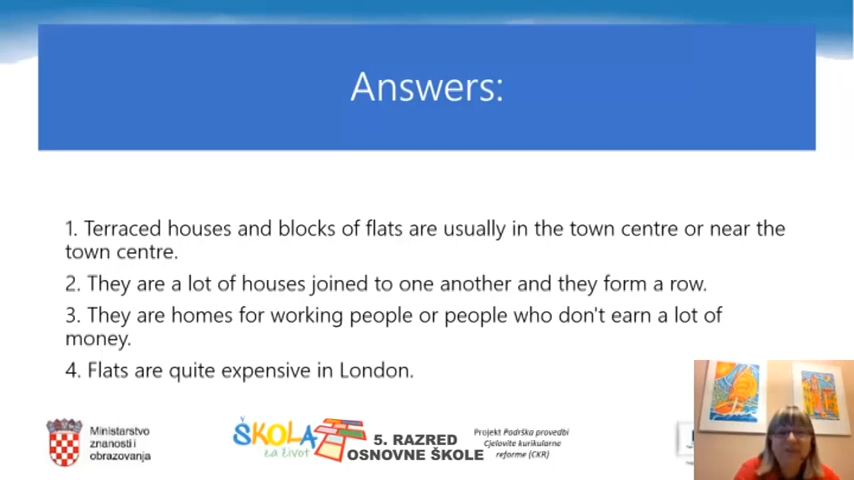 Answers:
1. Terraced houses and blocks of flats are usually in the town centre or near the
town centre.
2. They are a lot of houses joined to one another and they form a row.
3. They are homes for working people or people who don't earn a lot of
money.
4. Flats are quite expensive in London.
Ministarstvo
znanosti i
obrazovanja
ŠKOLA
za život
5. RAZRED
OSNOVNE ŠKOLE
Projekt Podrška provedbi
Cjelovite kurikularne
reforme (CKR)